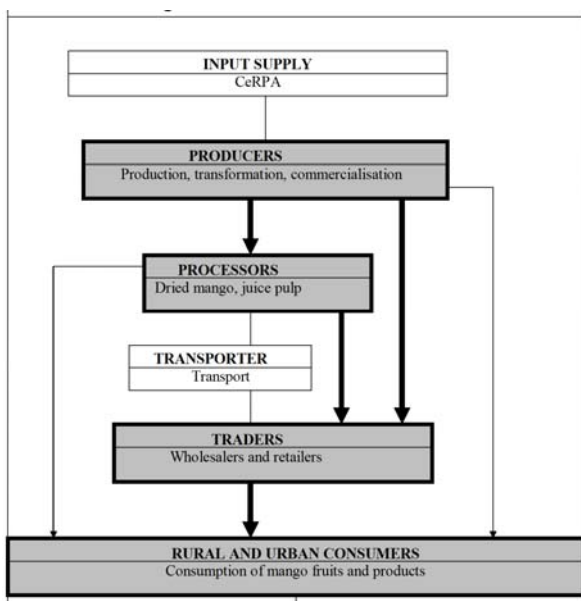 INPUT SUPPLY
CeRPA
PRODUCERS
Production, transformation, commercialisation
PROCESSORS
Dried mango, juice pulp
TRANSPORTER
Transport
TRADERS
Wholesalers and retailers
RURAL AND URBAN CONSUMERS
Consumption of mango fruits and products